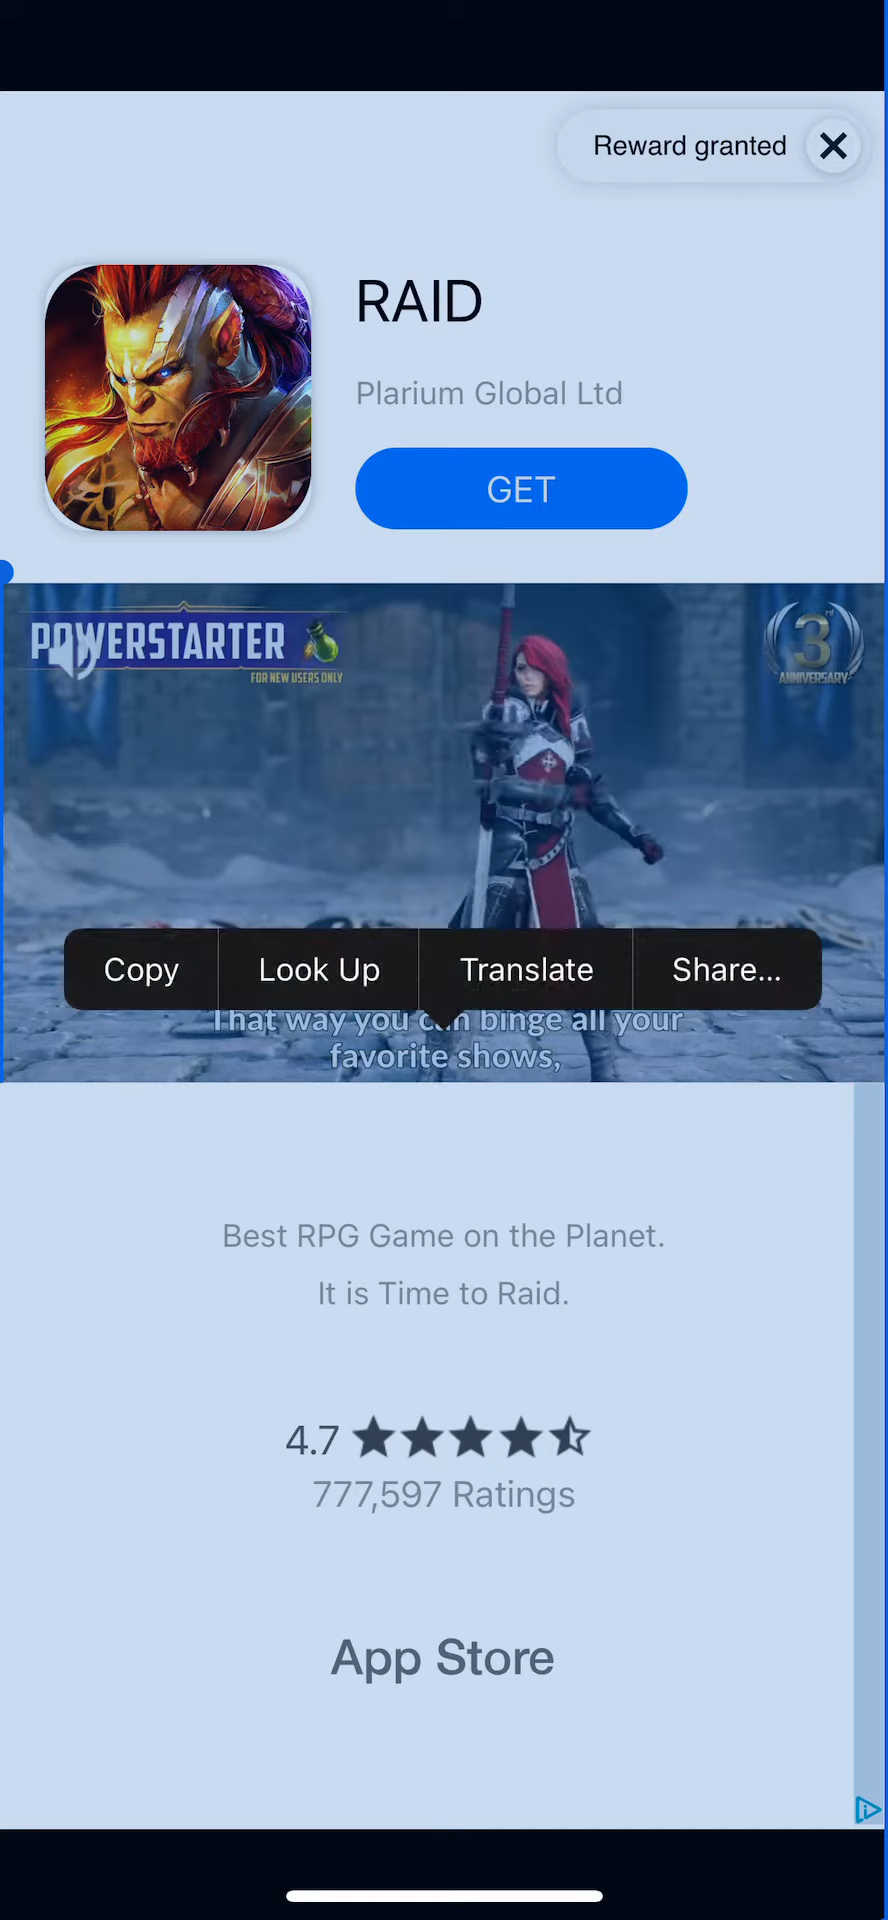 Reward granted
RAID
Plarium Global Ltd
GET
POWERSTARTER
FOR NEW USERS ONLY
3rd
ANNIVERSARY
Copy
Look Up
Translate
Share...
That way you can binge all your
favorite shows,
Best RPG Game on the Planet.
It is Time to Raid.
4.7
777,597 Ratings
App Store